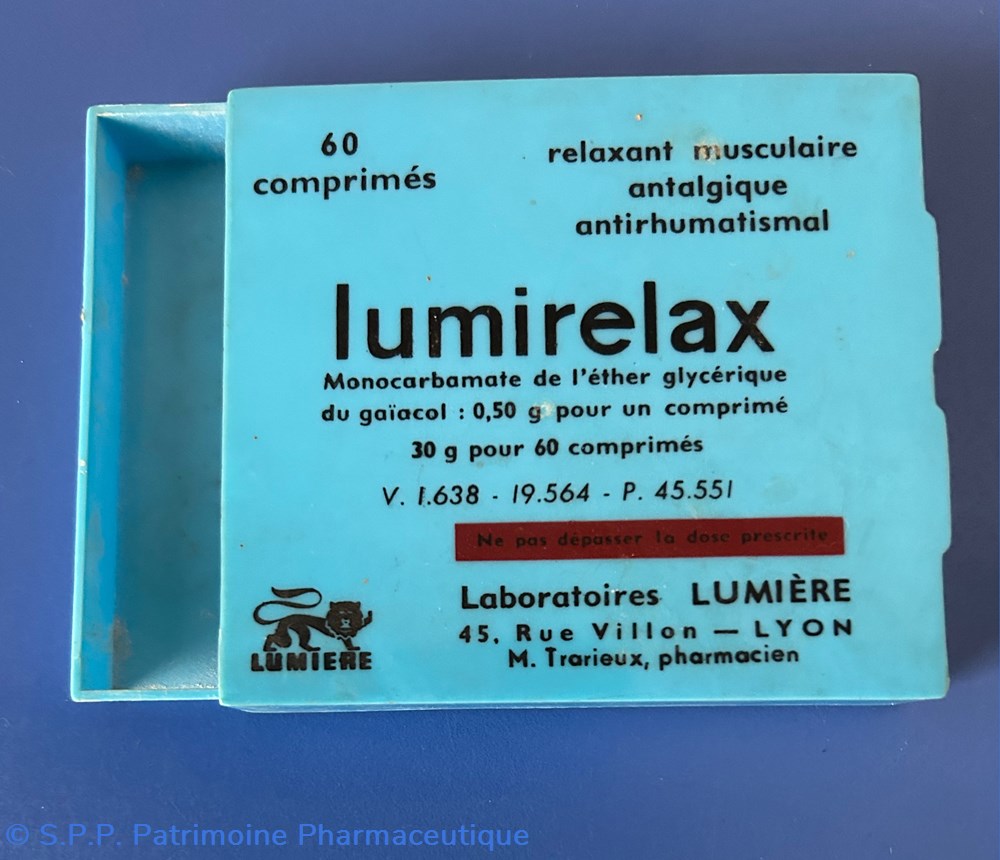 60
comprimés
relaxant musculaire
antalgique
antirhumatismal
lumirelax
Monocarbamate de l'éther glycérique
du gaïacol : 0,50 g pour un comprimé
30 g pour 60 comprimés
V. 1.638 - 19.564 - P. 45.551
Ne pas dépasser la dose prescrite
Laboratoires LUMIÈRE
45, Rue Villon — LYON
M. Trarieux, pharmacien
LUMIERE
© S.P.P. Patrimoine Pharmaceutique